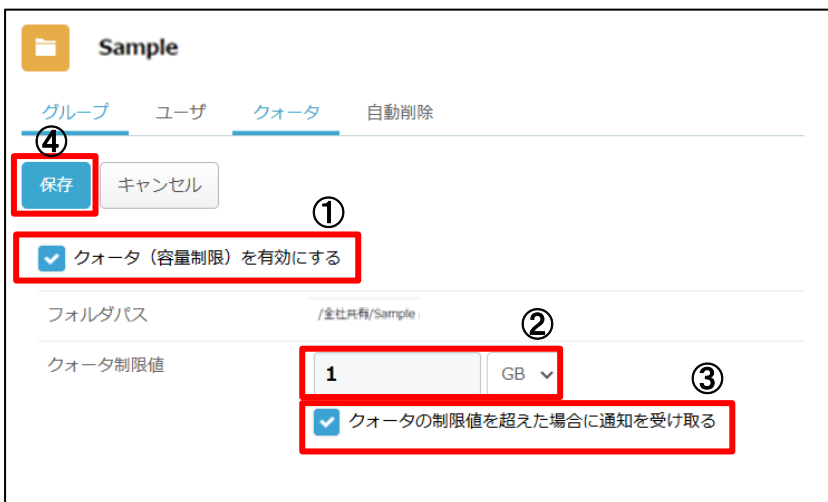 Sample
グループ ユーザ クォータ 自動削除
④
保存 キャンセル
①
クォータ（容量制限）を有効にする
フォルダパス /全社共有/Sample
②
クォータ制限値 1 GB
③
クォータの制限値を超えた場合に通知を受け取る